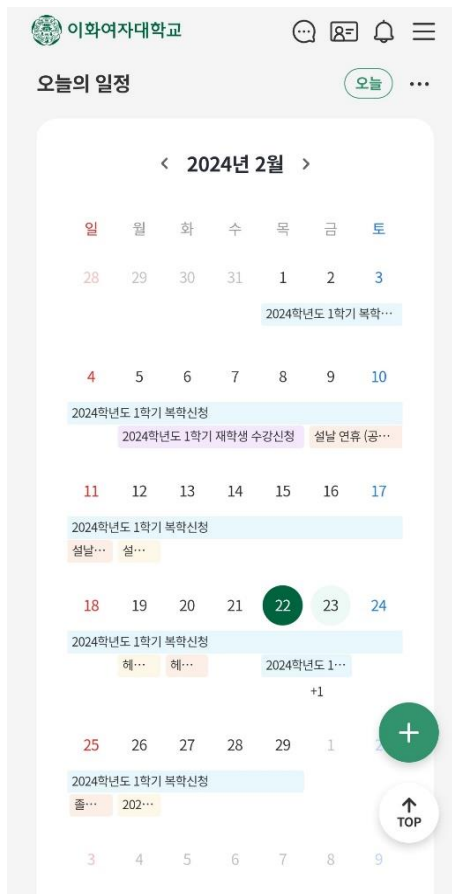 이화여자대학교
오늘의 일정
오늘
2024년 2월
일 월 화 수 목 금 토
28 29 30 31 1 2 3
2024학년도 1학기 복학…
4 5 6 7 8 9 10
2024학년도 1학기 복학신청
2024학년도 1학기 재학생 수강신청 설날 연휴 (공…
11 12 13 14 15 16 17
2024학년도 1학기 복학신청
설날… 설…
18 19 20 21 22 23 24
2024학년도 1학기 복학신청
헤… 헤… 2024학년도 1…
+1
25 26 27 28 29 1 2
2024학년도 1학기 복학신청
졸… 202…
TOP
3 4 5 6 7 8 9